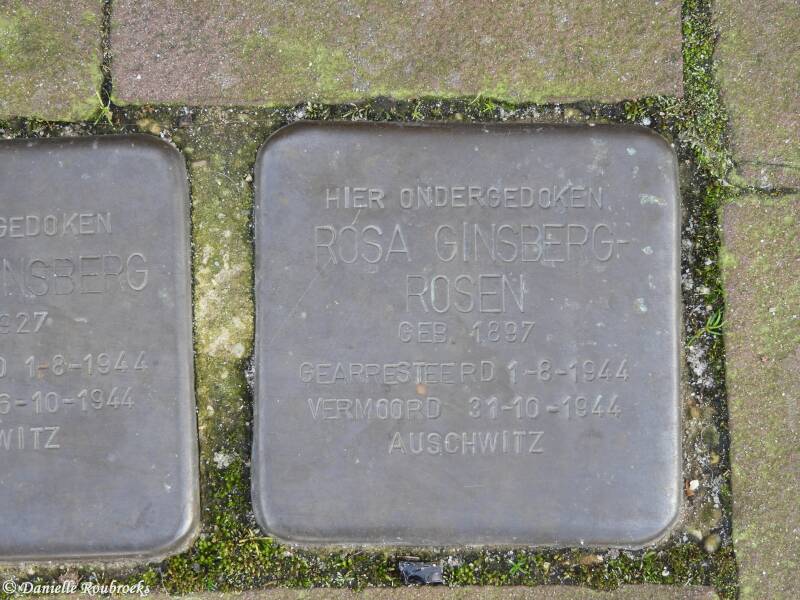 GEDOKEN
INSBERG
927
1-8-1944
6-10-1944
WITZ
HIER ONDERGEDOKEN
ROSA GINSBERG-
ROSEN
GEB. 1897
GEARRESTEERD 1-8-1944
VERMOORD 31-10-1944
AUSCHWITZ
© Danielle Roubroeks